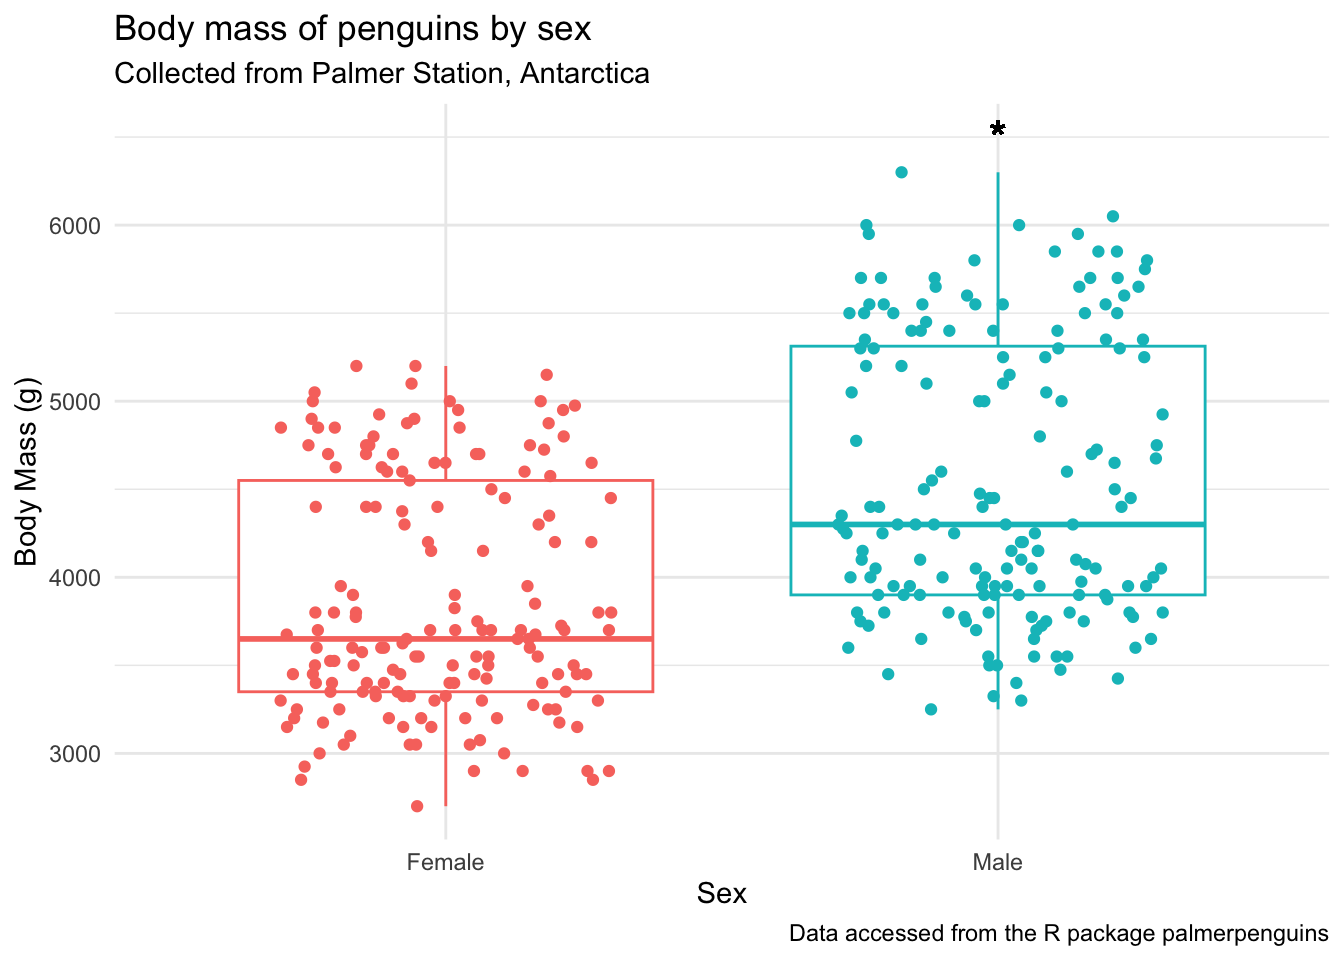 Body mass of penguins by sex
Collected from Palmer Station, Antarctica
*
6000
5000
4000
3000
Body Mass (g)
Female
Male
Sex
Data accessed from the R package palmerpenguins